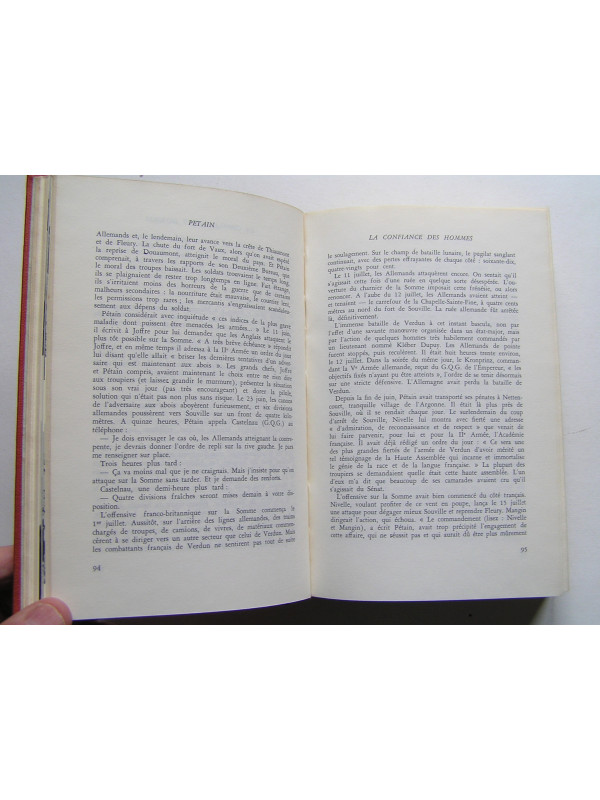 PETAIN
Allemands et, le lendemain, leur avance vers la crête de Thiaumont
et de Fleury. La chute du fort de Vaux, alors qu'on avait espéré
la reprise de Douaumont, atteignit le moral du pays. Et Pétain
comprenait, à travers les rapports de son Deuxième Bureau, que
le moral des troupes baissait. Les soldats trouvaient le temps long,
se plaignaient de rester trop longtemps en ligne. Fait étrange,
ils s'irritaient moins des horreurs de la guerre que de certains
malheurs secondaires : la nourriture était mauvaise, le courrier lent,
les permissions trop rares ; les mercantis s'engraissaient scandaleu-
sement aux dépens du soldat.
Pétain considérait avec inquiétude « ces indices de la plus grave
maladie dont puissent être menacées les armées... » Le 11 juin,
il écrivit à Joffre pour lui demander que les Anglais attaquent le
plus tôt possible sur la Somme. « A très brève échéance » répondit
Joffre, et en même temps il adressa à la IIe Armée un ordre du jour
lui disant qu'elle allait « briser les dernières tentatives d'un adver-
saire qui est maintenant aux abois ». Les grands chefs, Joffre
et Pétain compris, avaient maintenant le choix entre ne rien dire
aux troupiers (et laisser grandir le murmure), présenter la situation
sous son vrai jour (pas très encourageant) et dorer la pilule,
solution qui n'était pas non plus sans risque. Le 23 juin, les canons
de l'adversaire aux abois aboyèrent furieusement, et six divisions
allemandes poussèrent vers Souville sur un front de quatre kilo-
mètres. A quinze heures, Pétain appela Castelnau (G.Q.G.) au
téléphone :
— Je dois envisager le cas où, les Allemands atteignant la contre-
pente, je devrais donner l'ordre de repli sur la rive gauche. Je puis
me renseigner sur place.
Trois heures plus tard :
— Ça va moins mal que je ne craignais. Mais j'insiste pour qu'on
attaque sur la Somme sans tarder. Et je demande des renforts.
Castelnau, une demi-heure plus tard :
— Quatre divisions fraîches seront mises demain à votre dis-
position.
L'offensive franco-britannique sur la Somme commença le
1er juillet. Aussitôt, sur l'arrière des lignes allemandes, des trains
chargés de troupes, de camions, de vivres, de matériaux commen-
cèrent à se diriger vers un autre secteur que celui de Verdun. Mais
les combattants français de Verdun ne sentirent pas tout de suite
94
LA CONFIANCE DES HOMMES
le soulagement. Sur le champ de bataille lunaire, le pugilat sanglant
continuait, avec des pertes effrayantes de chaque côté : soixante-dix,
quatre-vingts pour cent.
Le 11 juillet, les Allemands attaquèrent encore. On sentait qu'il
s'agissait cette fois d'une ruée en quelque sorte désespérée. L'ou-
verture du charnier de la Somme imposait cette frénésie, ou alors
renoncer. A l'aube du 12 juillet, les Allemands avaient atteint —
et tenaient — le carrefour de la Chapelle-Sainte-Fine, à quatre cents
mètres au nord du fort de Souville. La ruée allemande fut arrêtée
là, définitivement.
L'immense bataille de Verdun à cet instant bascula, non par
l'effet d'une savante manœuvre ordonnée dans un état-major, mais
par l'action de quelques hommes très habilement commandés par
un lieutenant nommé Kléber Dupuy. Les Allemands de pointe
furent stoppés, puis reculèrent. Il était huit heures trente environ,
le 12 juillet. Dans la soirée du même jour, le Kronprinz, comman-
dant la Ve Armée allemande, reçut du G.Q.G. de l'Empereur, « les
objectifs fixés n'ayant pu être atteints », l'ordre de se tenir désormais
sur une stricte défensive. L'Allemagne avait perdu la bataille de
Verdun.
Depuis la fin de juin, Pétain avait transporté ses pénates à Nettan-
court, tranquille village de l'Argonne. Il était là plus près de
Souville, où il se rendait chaque jour. Le surlendemain du coup
d'arrêt de Souville, Nivelle lui montra avec fierté une adresse
« d'admiration, de reconnaissance et de respect » que venait de
lui faire parvenir, pour lui et pour la IIe Armée, l'Académie
française. Il avait déjà rédigé un ordre du jour : « Ce sera un
des plus grandes fiertés de l'armée de Verdun d'avoir mérité un
tel témoignage de la Haute Assemblée qui incarne et immortalise
le génie de la race et de la langue française. » La plupart des
troupiers se demandèrent de quelle haute assemblée il s'agissait. L'un
d'eux m'a dit que beaucoup de ses camarades avaient cru qu'il
s'agissait du Sénat.
L'offensive sur la Somme avait bien commencé du côté français.
Nivelle, voulant profiter de ce vent en poupe, lança le 15 juillet
une attaque pour dégager mieux Souville et reprendre Fleury. Mangin
dirigeait l'action, qui échoua. « Le commandement (lisez : Nivelle
et Mangin), a écrit Pétain, avait trop précipité l'engagement de
cette affaire, qui ne réussit pas et qui aurait dû être plus mûrement
95